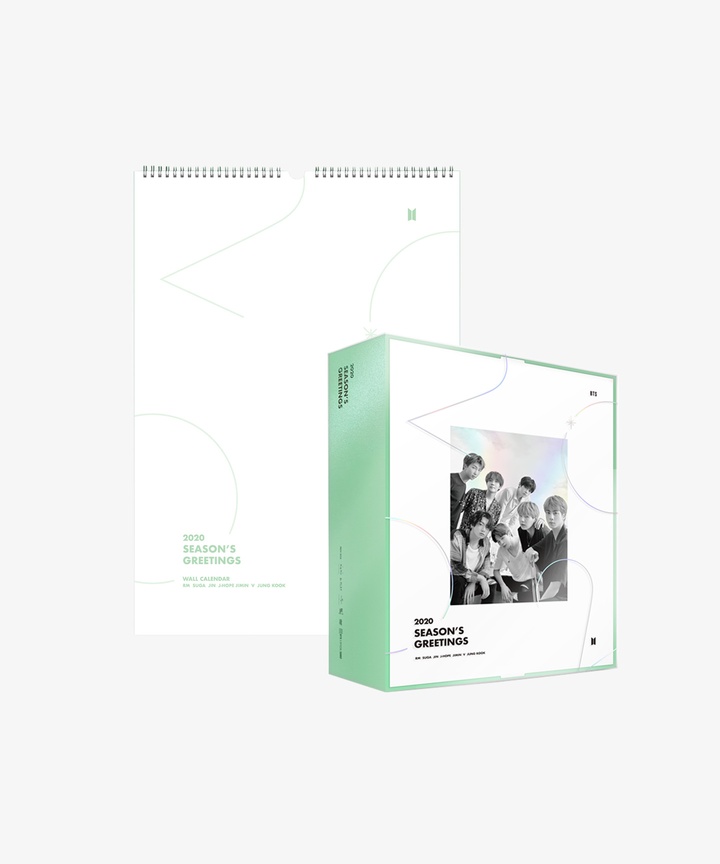 2020
SEASON'S
GREETINGS
WALL CALENDAR
RM SUGA JIN J-HOPE JIMIN V JUNG KOOK
2020
SEASON'S
GREETINGS
BTS
2020
SEASON'S
GREETINGS
RM SUGA JIN J-HOPE JIMIN V JUNG KOOK